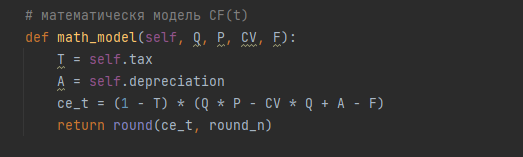 # математическя модель CF(t)
def math_model(self, Q, P, CV, F):
T = self.tax
A = self.depreciation
ce_t = (1 - T) * (Q * P - CV * Q + A - F)
return round(ce_t, round_n)